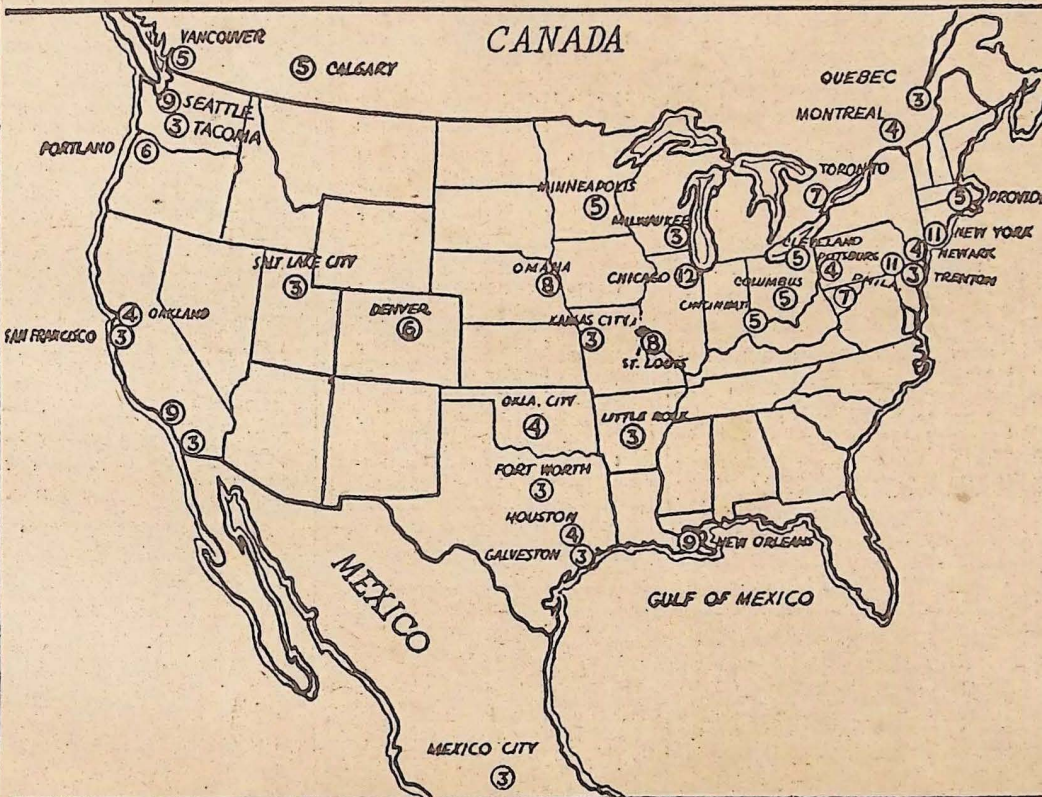 CANADA
VANCOUVER
5
5 CALGARY
QUEBEC
3
9 SEATTLE
3 TACOMA
MONTREAL
4
PORTLAND
6
TORONTO
7
MINNEAPOLIS
5
5 PROVID
MILWAUKEE
3
11 NEW YORK
CLEVELAND
5
4 NEWARK
PITTSBURG
4
11
PHILA
3 TRENTON
SALT LAKE CITY
3
OMAHA
8
CHICAGO 12
COLUMBUS
5
7
CINCINNATI
5
DENVER
6
4 OAKLAND
SAN FRANCISCO 3
KANSAS CITY
3
8
ST. LOUIS
9
3
OKLA. CITY
4
LITTLE ROCK
3
FORT WORTH
3
HOUSTON
4
GALVESTON 3
9 NEW ORLEANS
MEXICO
GULF OF MEXICO
MEXICO CITY
3